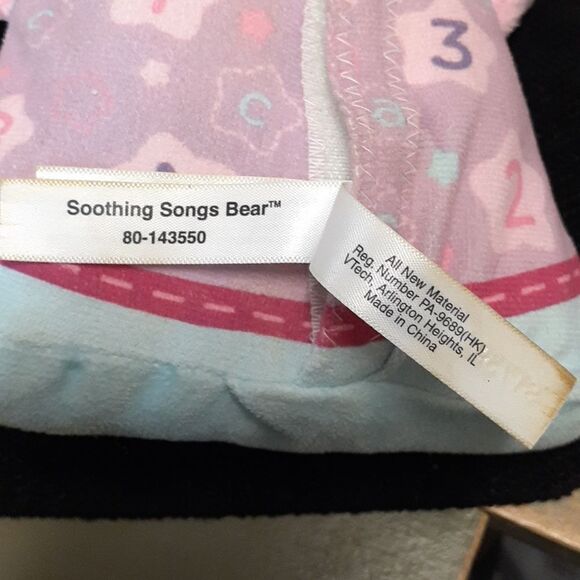 3
c
a
2
Soothing Songs Bear™
80-143550
All New Material
Reg. Number PA-9689(HK)
VTech, Arlington Heights, IL
Made in China